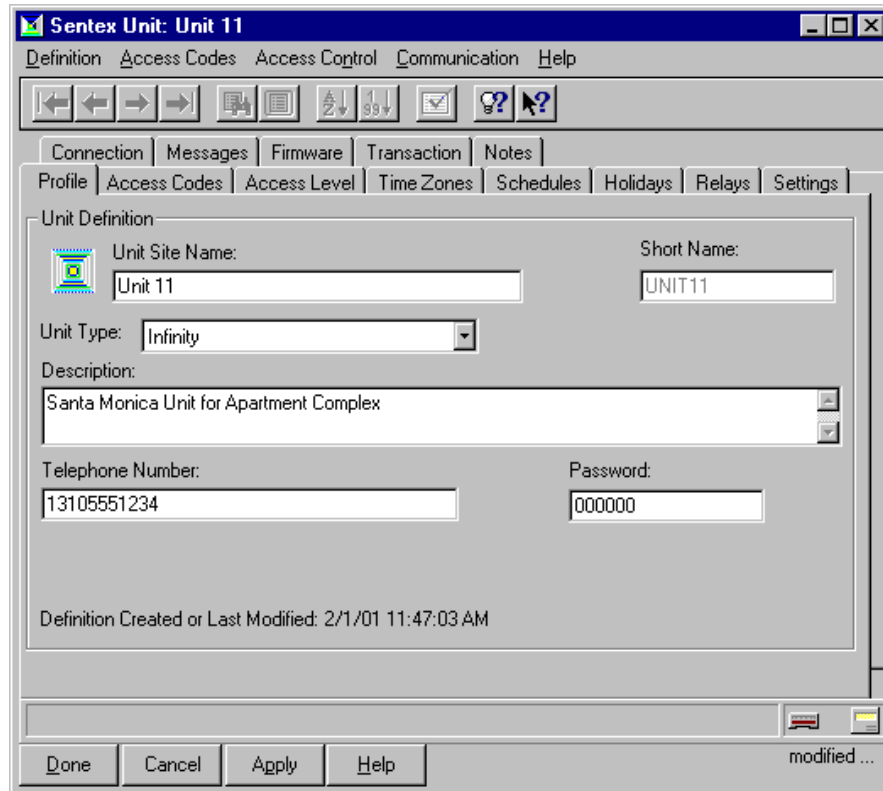 Sentex Unit: Unit 11
Definition Access Codes Access Control Communication Help
Connection Messages Firmware Transaction Notes
Profile Access Codes Access Level Time Zones Schedules Holidays Relays Settings
Unit Definition
Unit Site Name: Short Name:
Unit 11 UNIT11
Unit Type: Infinity
Description:
Santa Monica Unit for Apartment Complex
Telephone Number: Password:
13105551234 000000
Definition Created or Last Modified: 2/1/01 11:47:03 AM
Done Cancel Apply Help modified ...